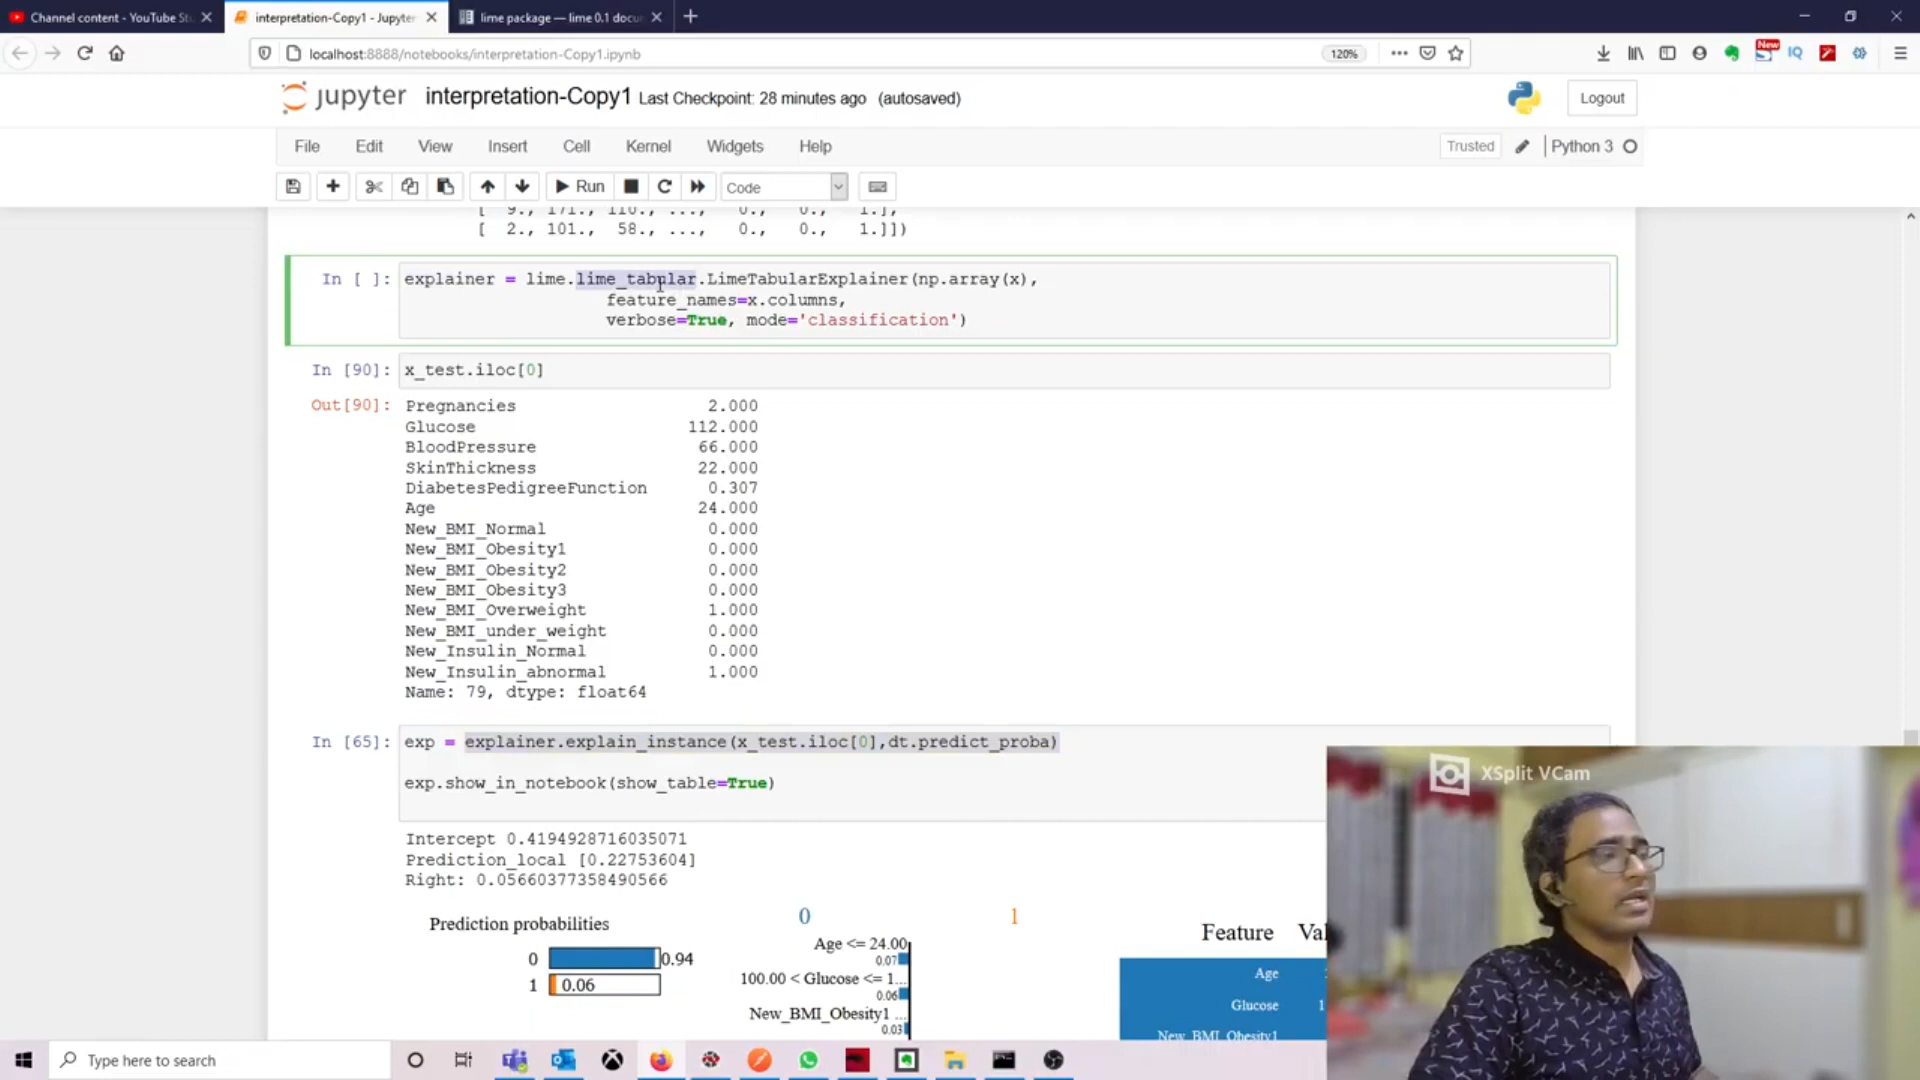 Channel content - YouTube St
interpretation-Copy1 - Jupyter
lime package — lime 0.1 docu
localhost:8888/notebooks/interpretation-Copy1.ipynb
120%
New
IQ
jupyter interpretation-Copy1 Last Checkpoint: 28 minutes ago (autosaved)
Logout
File Edit View Insert Cell Kernel Widgets Help
Trusted
Python 3
Run
Code
[ 9., 171., 110., ..., 0., 0., 1.],
[ 2., 101., 58., ..., 0., 0., 1.]])
In [ ]: explainer = lime.lime_tabular.LimeTabularExplainer(np.array(x),
feature_names=x.columns,
verbose=True, mode='classification')
In [90]: x_test.iloc[0]
Out[90]: Pregnancies 2.000
Glucose 112.000
BloodPressure 66.000
SkinThickness 22.000
DiabetesPedigreeFunction 0.307
Age 24.000
New_BMI_Normal 0.000
New_BMI_Obesity1 0.000
New_BMI_Obesity2 0.000
New_BMI_Obesity3 0.000
New_BMI_Overweight 1.000
New_BMI_under_weight 0.000
New_Insulin_Normal 0.000
New_Insulin_abnormal 1.000
Name: 79, dtype: float64
In [65]: exp = explainer.explain_instance(x_test.iloc[0],dt.predict_proba)
exp.show_in_notebook(show_table=True)
Intercept 0.4194928716035071
Prediction_local [0.22753604]
Right: 0.05660377358490566
Prediction probabilities
0 0.94
1 0.06
0 1
Age <= 24.00
0.07
100.00 < Glucose <= 1...
0.06
New_BMI_Obesity1 ...
0.03
Feature Val
Age
Glucose 1
New_BMI_Obesity1
XSplit VCam
Type here to search